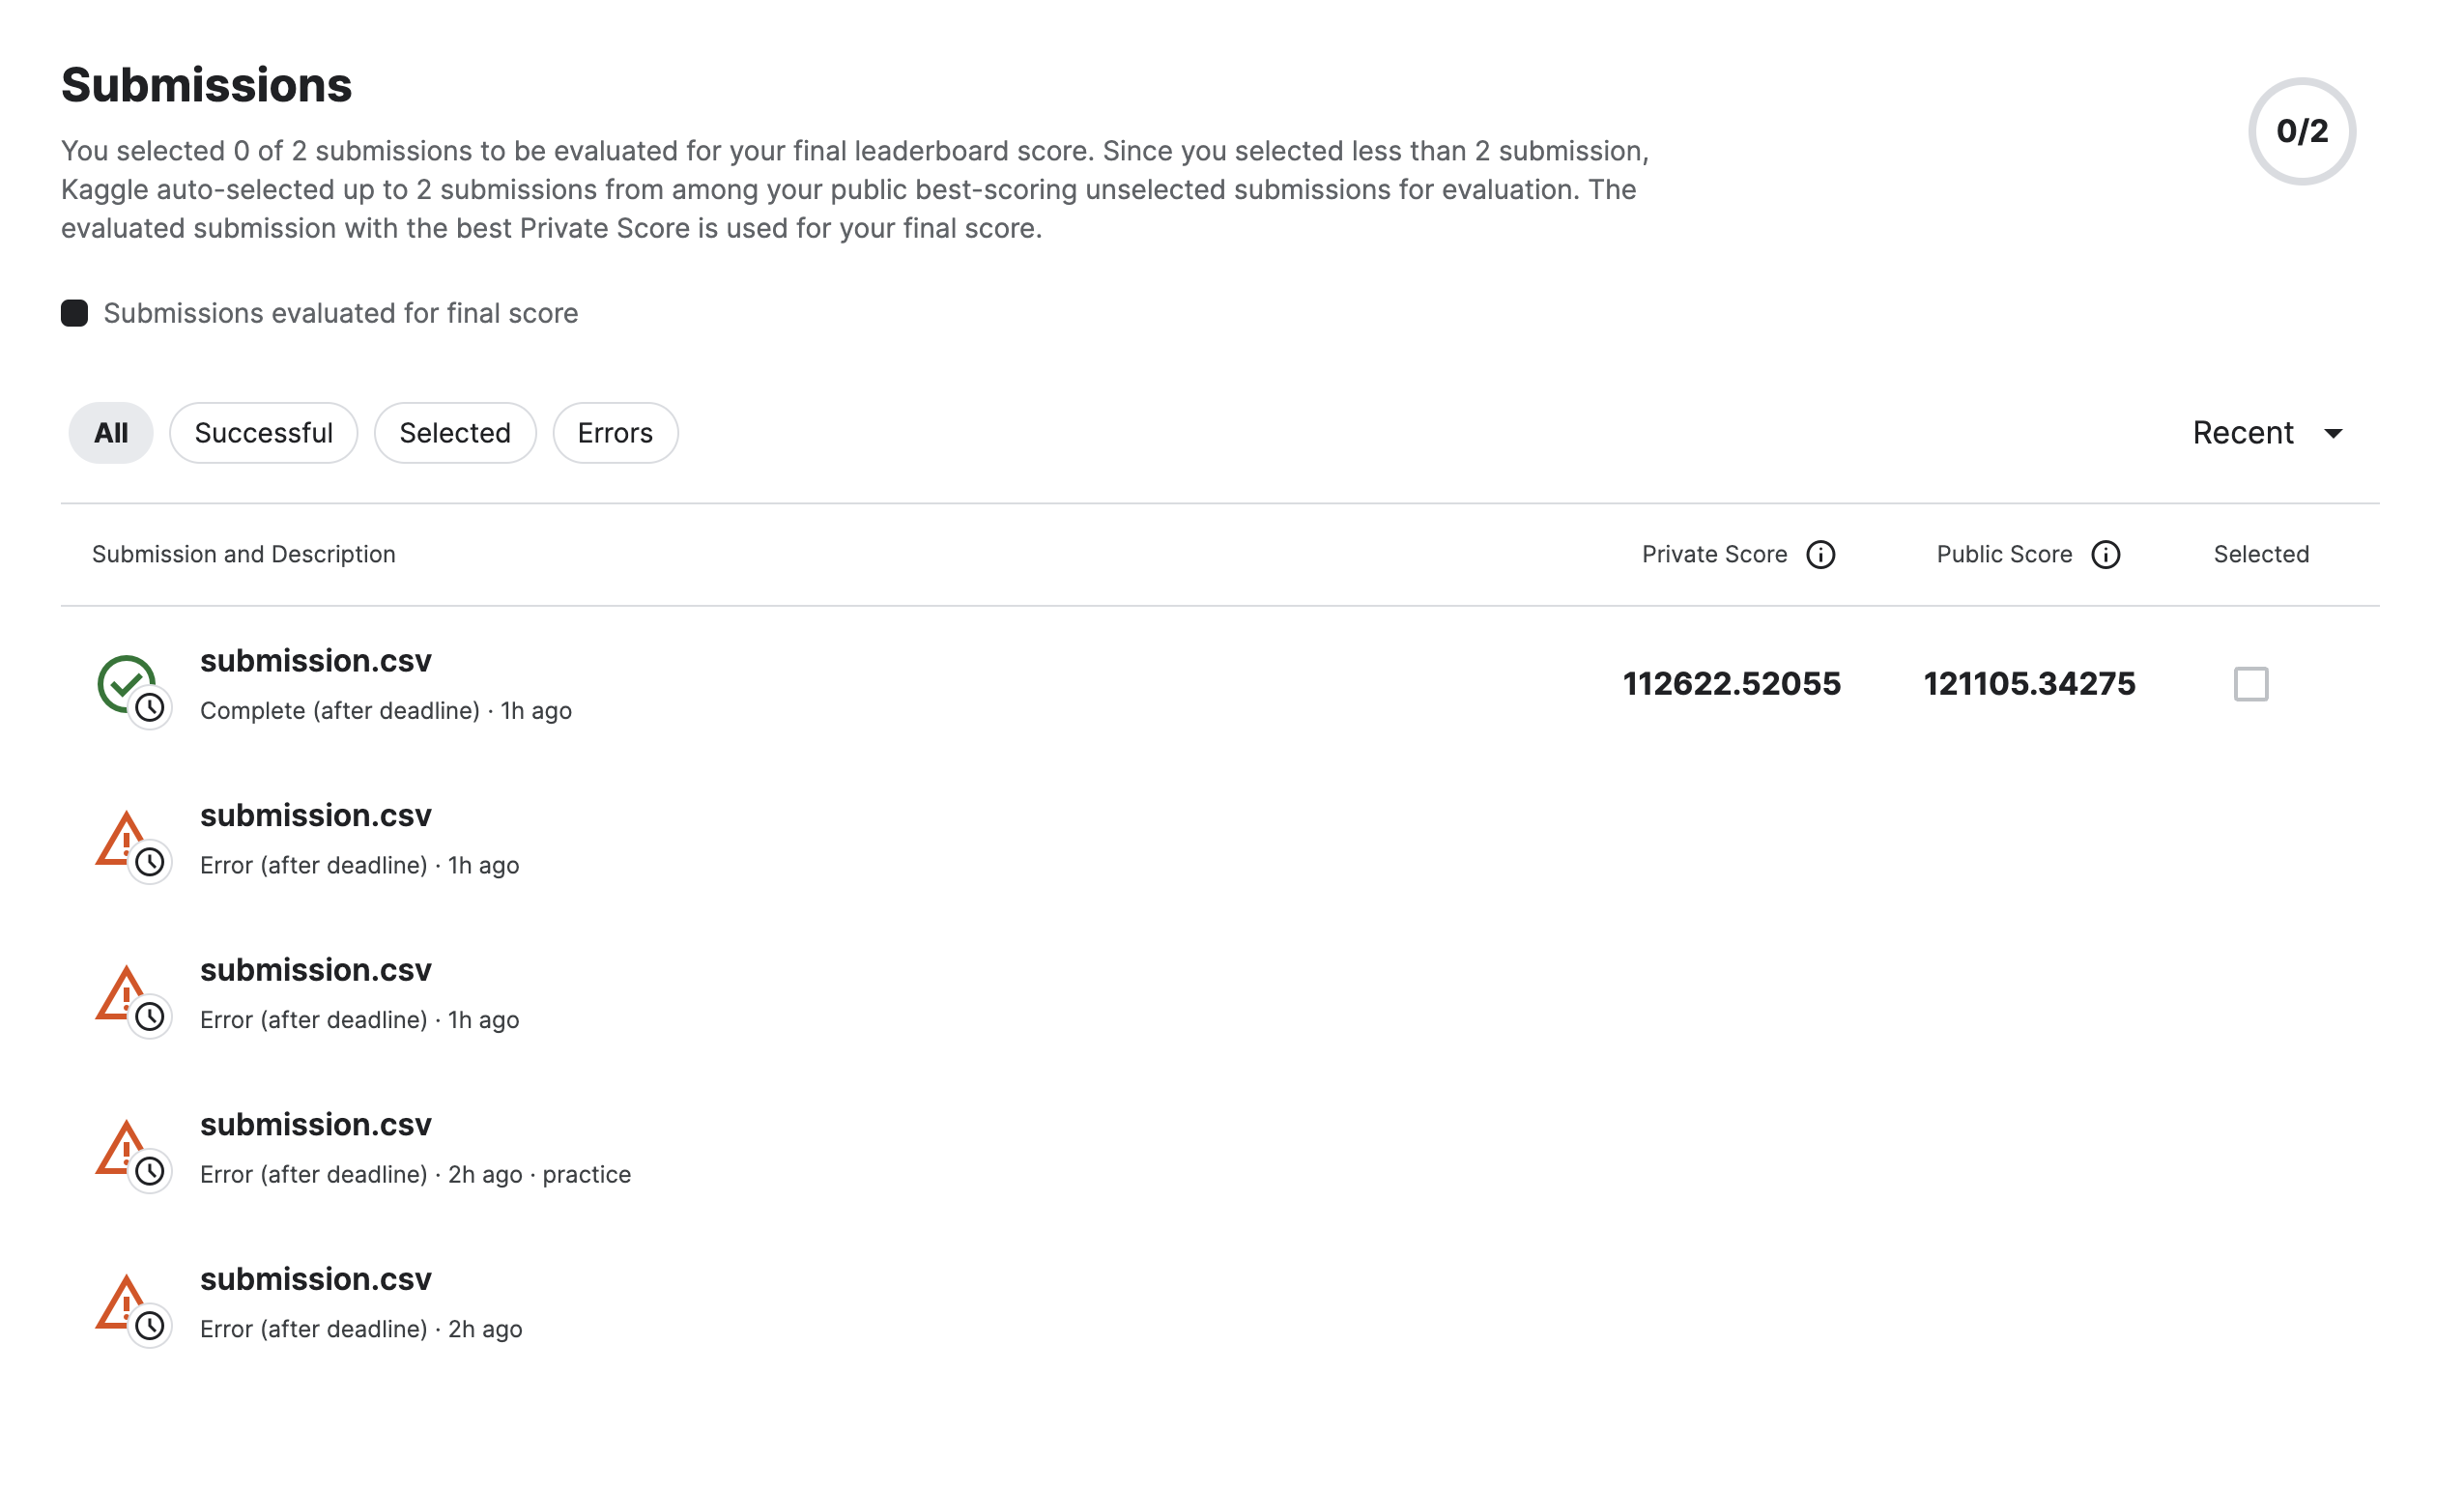 Submissions
0/2
You selected 0 of 2 submissions to be evaluated for your final leaderboard score. Since you selected less than 2 submission,
Kaggle auto-selected up to 2 submissions from among your public best-scoring unselected submissions for evaluation. The
evaluated submission with the best Private Score is used for your final score.
Submissions evaluated for final score
All Successful Selected Errors Recent
Submission and Description Private Score Public Score Selected
submission.csv
112622.52055 121105.34275
Complete (after deadline) · 1h ago
submission.csv
Error (after deadline) · 1h ago
submission.csv
Error (after deadline) · 1h ago
submission.csv
Error (after deadline) · 2h ago · practice
submission.csv
Error (after deadline) · 2h ago